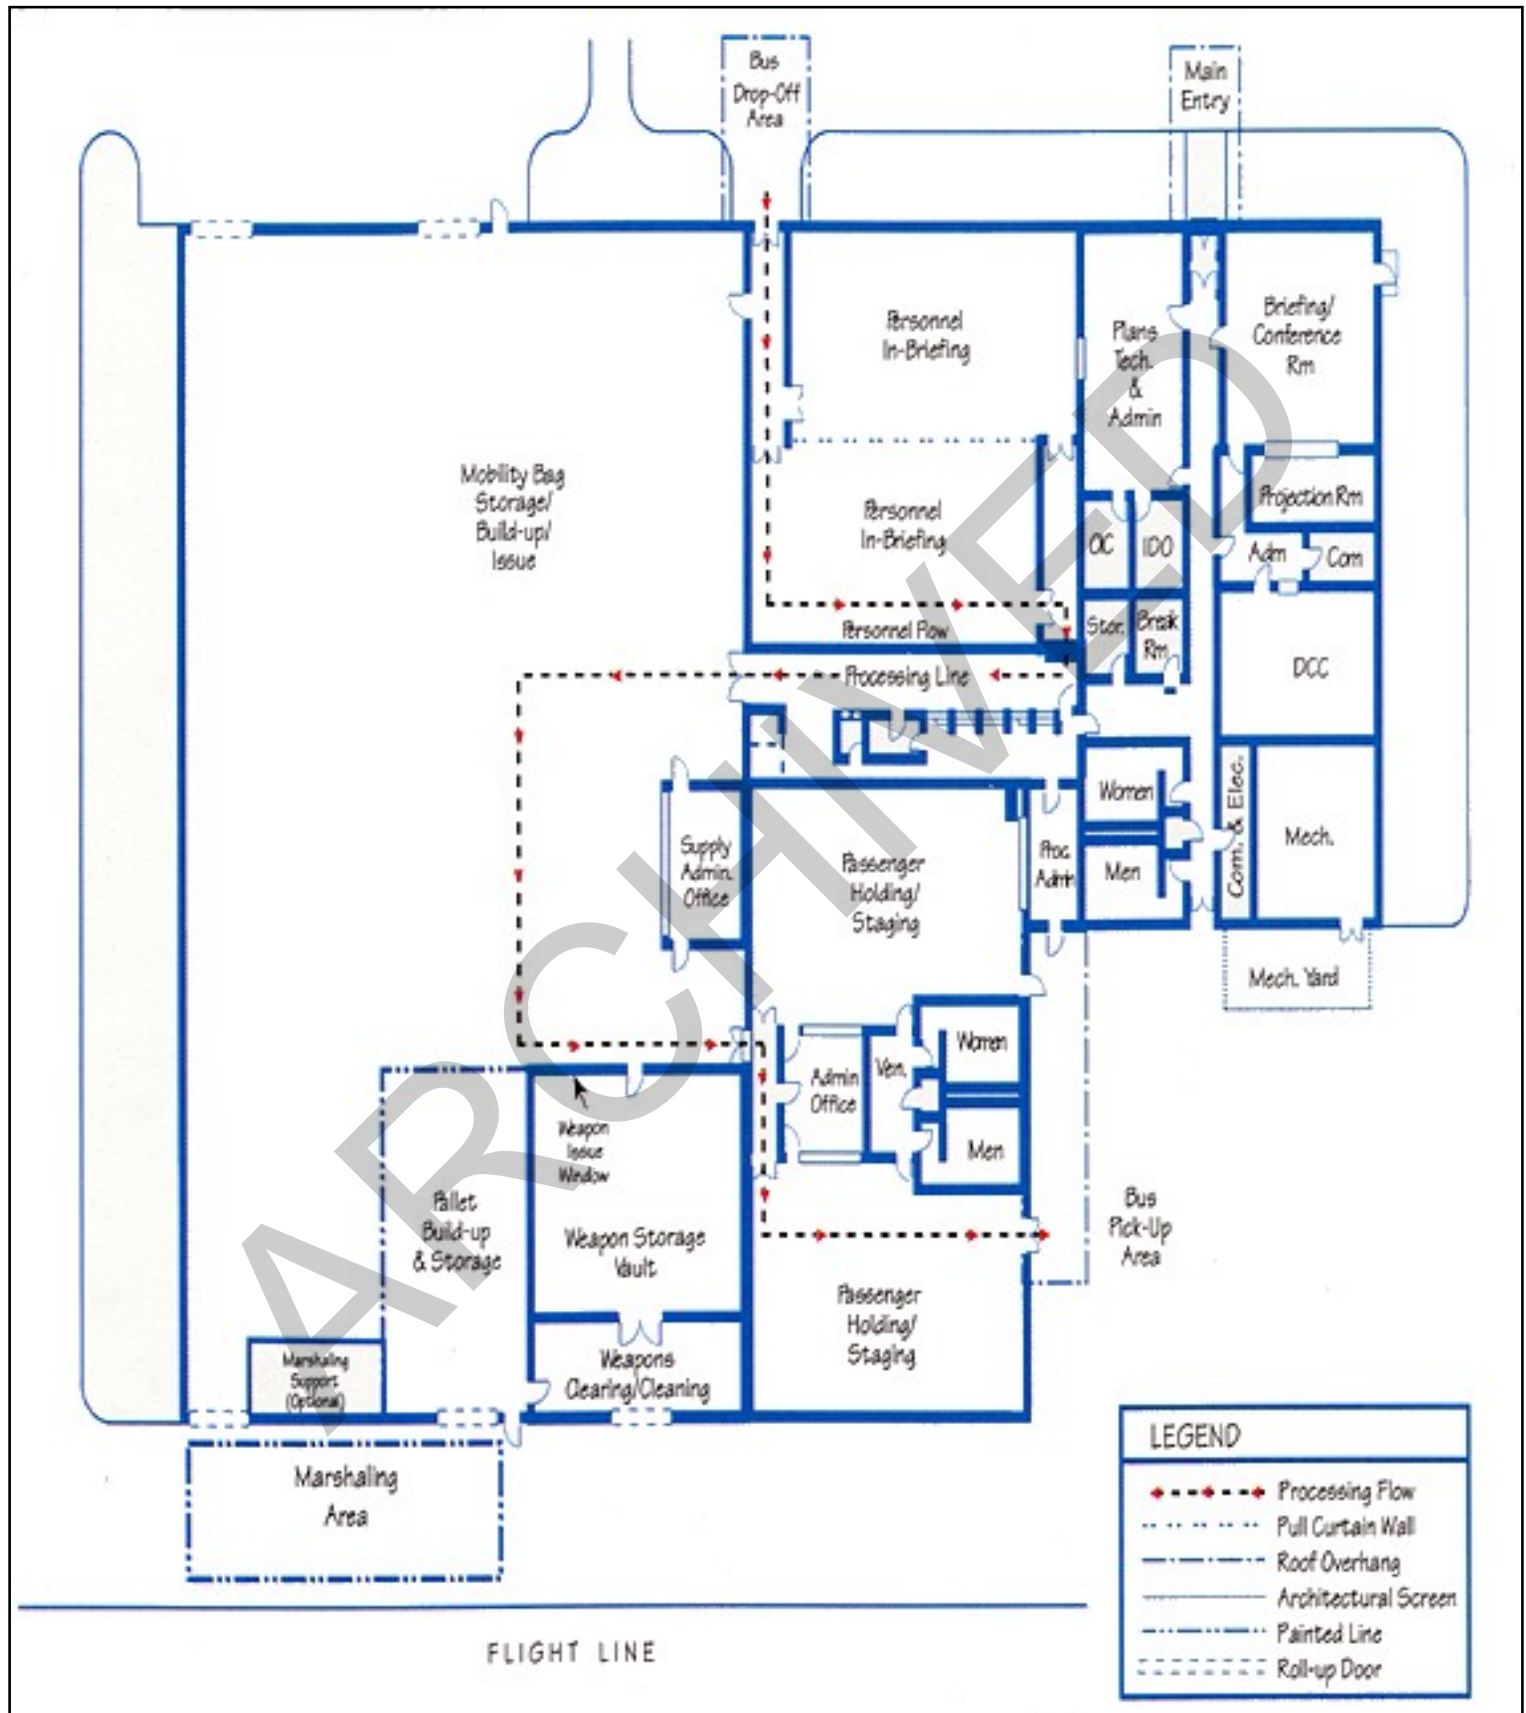 Bus
Drop-Off
Area
Main
Entry
Personnel
In-Briefing
Plans
Tech.
&
Admin
Briefing/
Conference
Rm
Mobility Bag
Storage/
Build-up/
Issue
Personnel
In-Briefing
Projection Rm
OC
IDO
Adm
Com
Personnel Flow
Stor.
Break
Rm
DCC
Processing Line
Women
Com. & Elec.
Mech.
Supply
Admin.
Office
Passenger
Holding/
Staging
Proc.
Admin
Men
Mech. Yard
Women
Ven.
Admin
Office
Men
Weapon
Issue
Window
Pallet
Build-up
& Storage
Weapon Storage
Vault
Bus
Pick-Up
Area
Passenger
Holding/
Staging
Marshaling
Support
(Optional)
Weapons
Clearing/Cleaning
Marshaling
Area
FLIGHT LINE
LEGEND
Processing Flow
Pull Curtain Wall
Roof Overhang
Architectural Screen
Painted Line
Roll-up Door
ARCHIVED